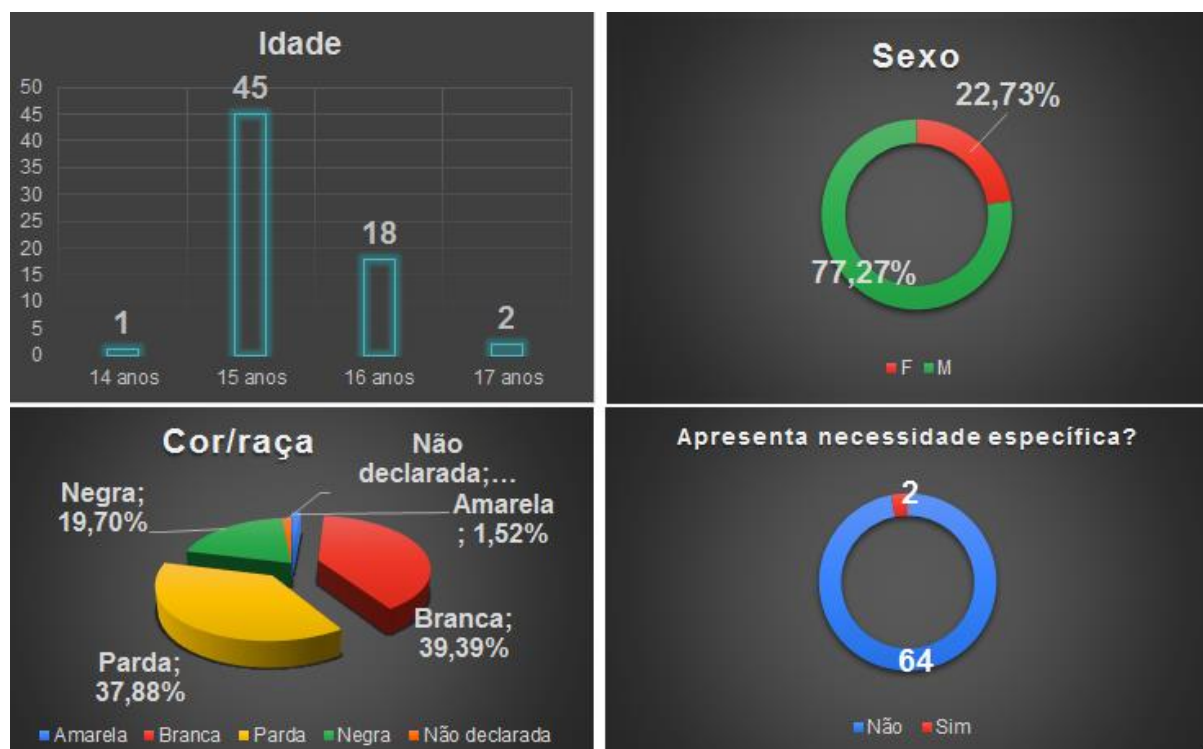 Idade
50
45
40
35
30
25
20
15
10
5
0
1
45
18
2
14 anos
15 anos
16 anos
17 anos
Sexo
22,73%
77,27%
F M
Cor/raça
Não
declarada;...
Negra;
19,70%
Amarela
; 1,52%
Branca;
39,39%
Parda;
37,88%
Amarela Branca Parda Negra Não declarada
Apresenta necessidade específica?
2
64
Não Sim